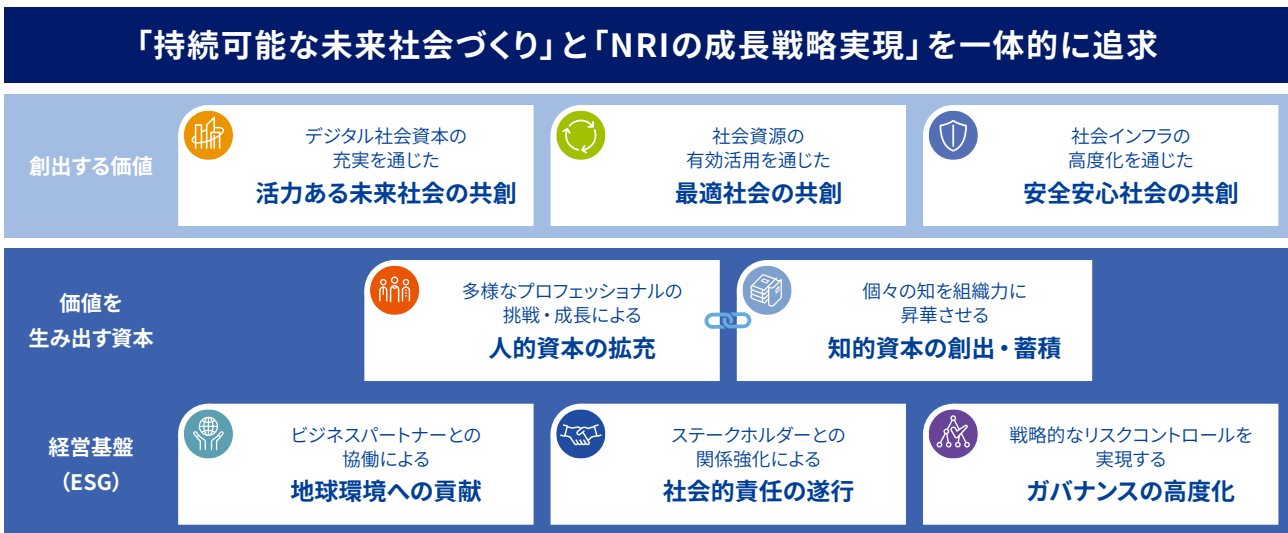 「持続可能な未来社会づくり」と「NRIの成長戦略実現」を一体的に追求
創出する価値
デジタル社会資本の
充実を通じた
活力ある未来社会の共創
社会資源の
有効活用を通じた
最適社会の共創
社会インフラの
高度化を通じた
安全安心社会の共創
価値を
生み出す資本
多様なプロフェッショナルの
挑戦・成長による
人的資本の拡充
個々の知を組織力に
昇華させる
知的資本の創出・蓄積
経営基盤
（ESG）
ビジネスパートナーとの
協働による
地球環境への貢献
ステークホルダーとの
関係強化による
社会的責任の遂行
戦略的なリスクコントロールを
実現する
ガバナンスの高度化